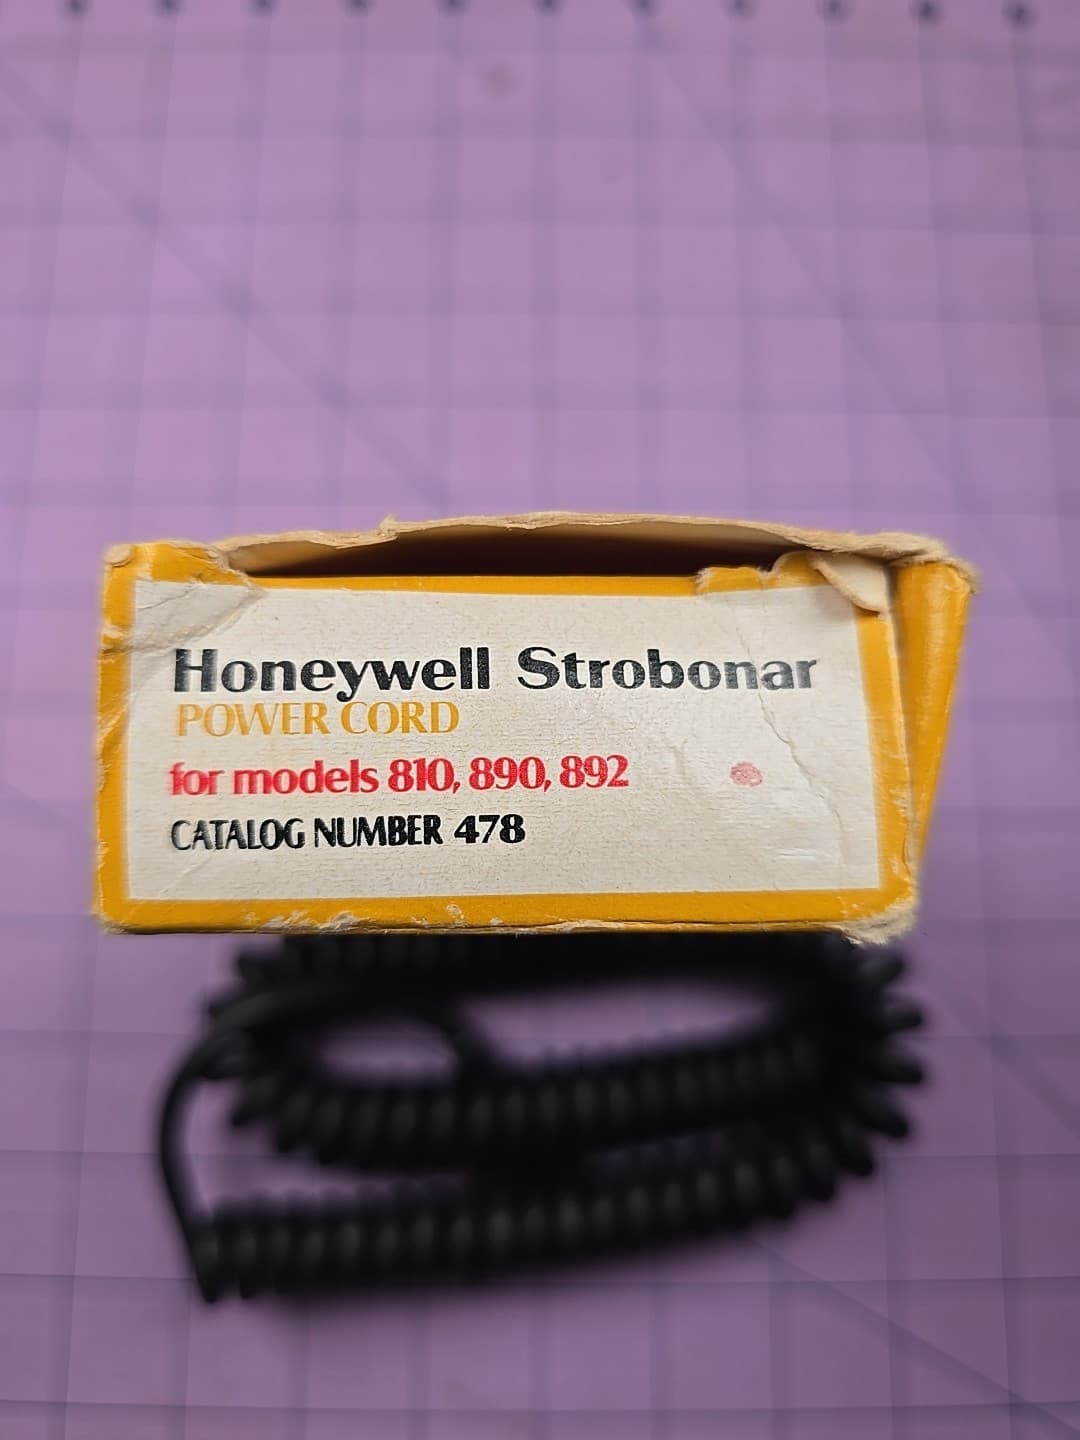 Honeywell Strobonar
POWER CORD
for models 810, 890, 892
CATALOG NUMBER 478